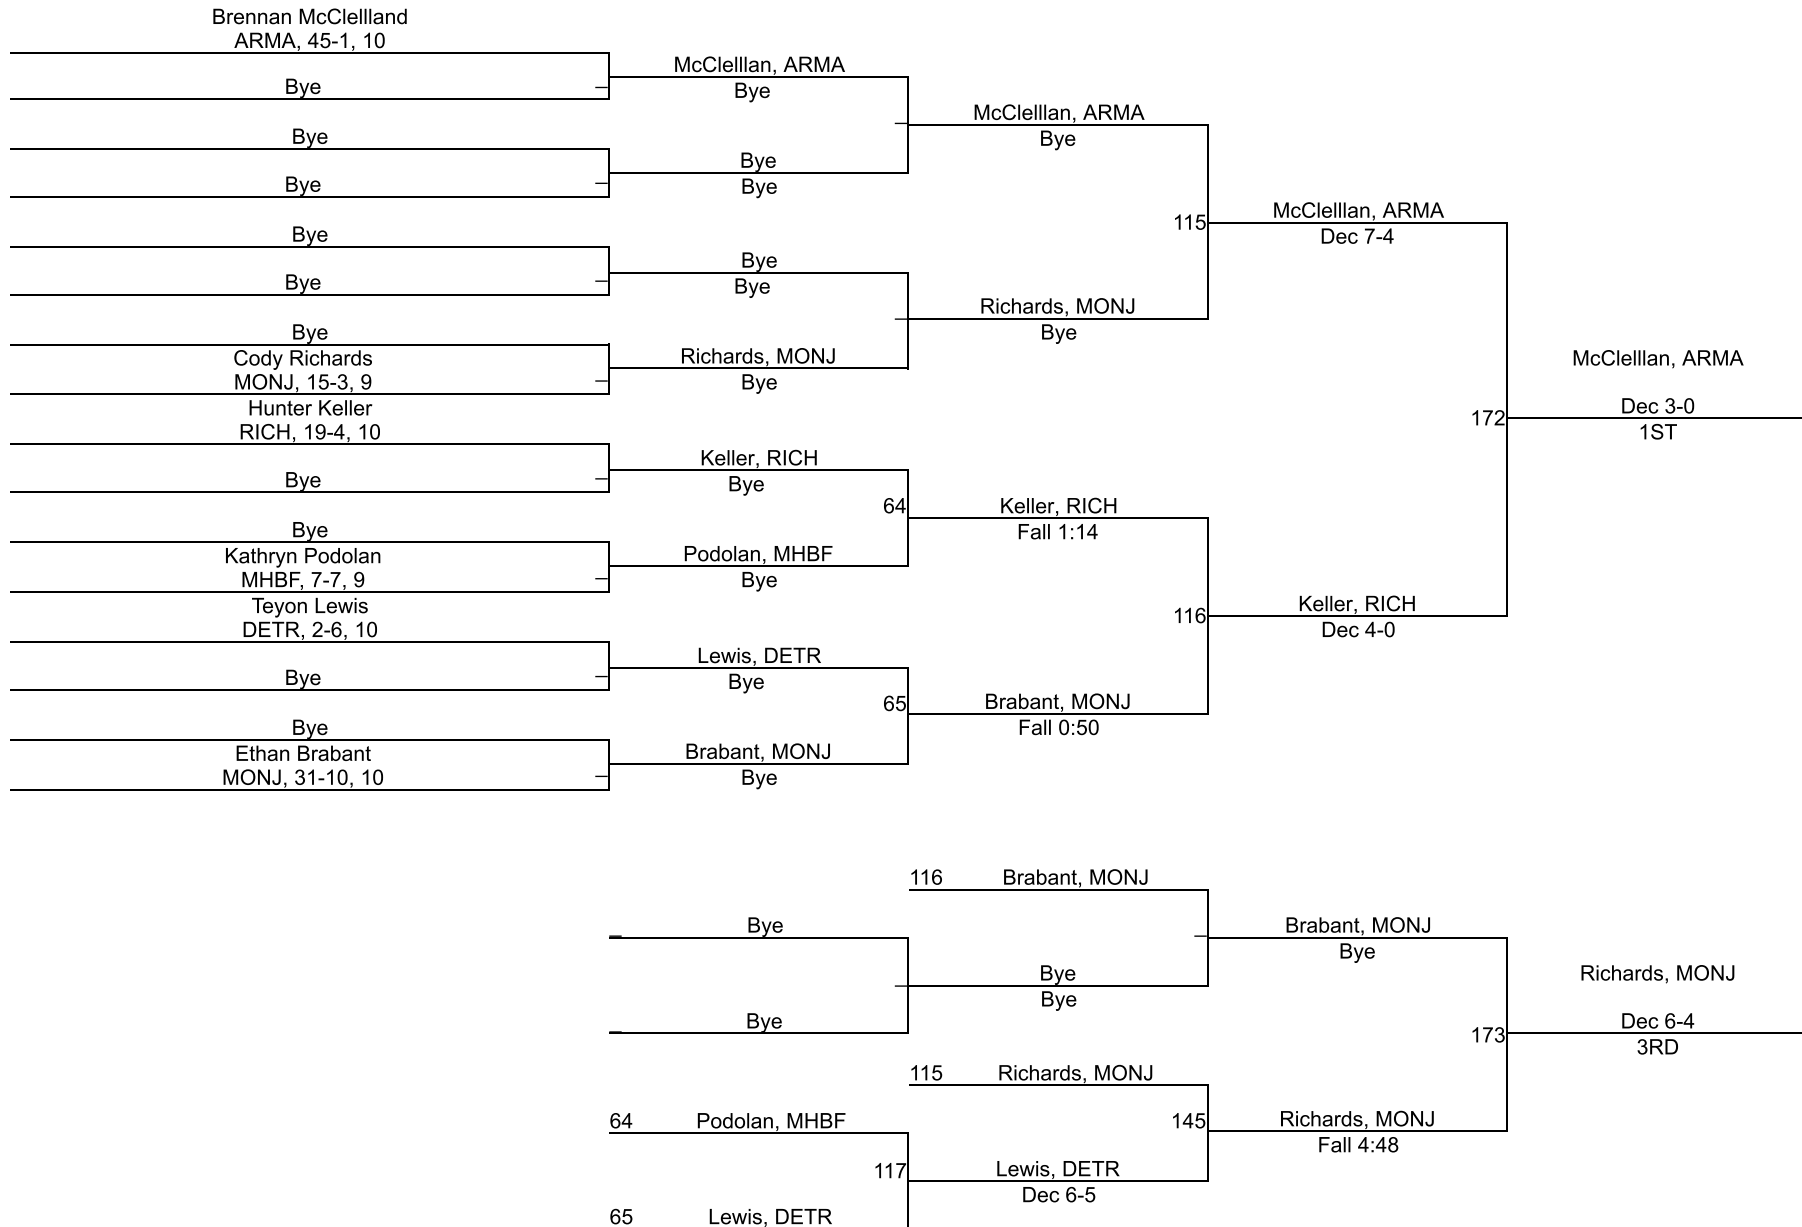 Brennan McClellland
ARMA, 45-1, 10
Bye
Bye
Bye
Bye
Bye
Bye
Cody Richards
MONJ, 15-3, 9
Hunter Keller
RICH, 19-4, 10
Bye
Bye
Kathryn Podolan
MHBF, 7-7, 9
Teyon Lewis
DETR, 2-6, 10
Bye
Bye
Ethan Brabant
MONJ, 31-10, 10
McClelllan, ARMA
Bye
Bye
Bye
Bye
Bye
Richards, MONJ
Bye
Keller, RICH
Bye
64
Podolan, MHBF
Bye
Lewis, DETR
Bye
65
Brabant, MONJ
Bye
McClelllan, ARMA
Bye
115
Richards, MONJ
Bye
Keller, RICH
Fall 1:14
116
Brabant, MONJ
Fall 0:50
McClelllan, ARMA
Dec 7-4
172
Keller, RICH
Dec 4-0
McClelllan, ARMA
Dec 3-0
1ST
116 Brabant, MONJ
Bye
Bye
Bye
Bye
Brabant, MONJ
Bye
115 Richards, MONJ
64 Podolan, MHBF
117
65 Lewis, DETR
Lewis, DETR
Dec 6-5
145
Richards, MONJ
Fall 4:48
173
Richards, MONJ
Dec 6-4
3RD